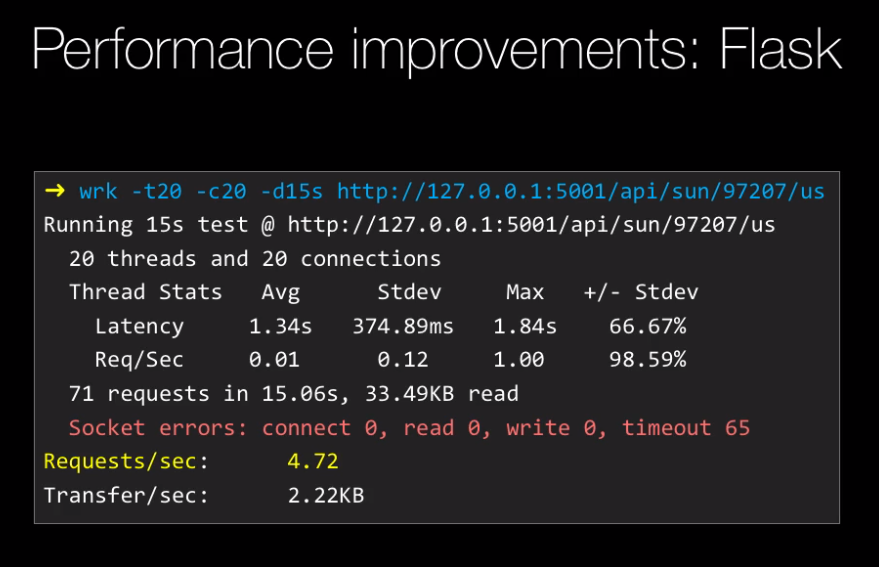 Performance improvements: Flask
➜ wrk -t20 -c20 -d15s http://127.0.0.1:5001/api/sun/97207/us
Running 15s test @ http://127.0.0.1:5001/api/sun/97207/us
20 threads and 20 connections
Thread Stats Avg Stdev Max +/- Stdev
Latency 1.34s 374.89ms 1.84s 66.67%
Req/Sec 0.01 0.12 1.00 98.59%
71 requests in 15.06s, 33.49KB read
Socket errors: connect 0, read 0, write 0, timeout 65
Requests/sec: 4.72
Transfer/sec: 2.22KB